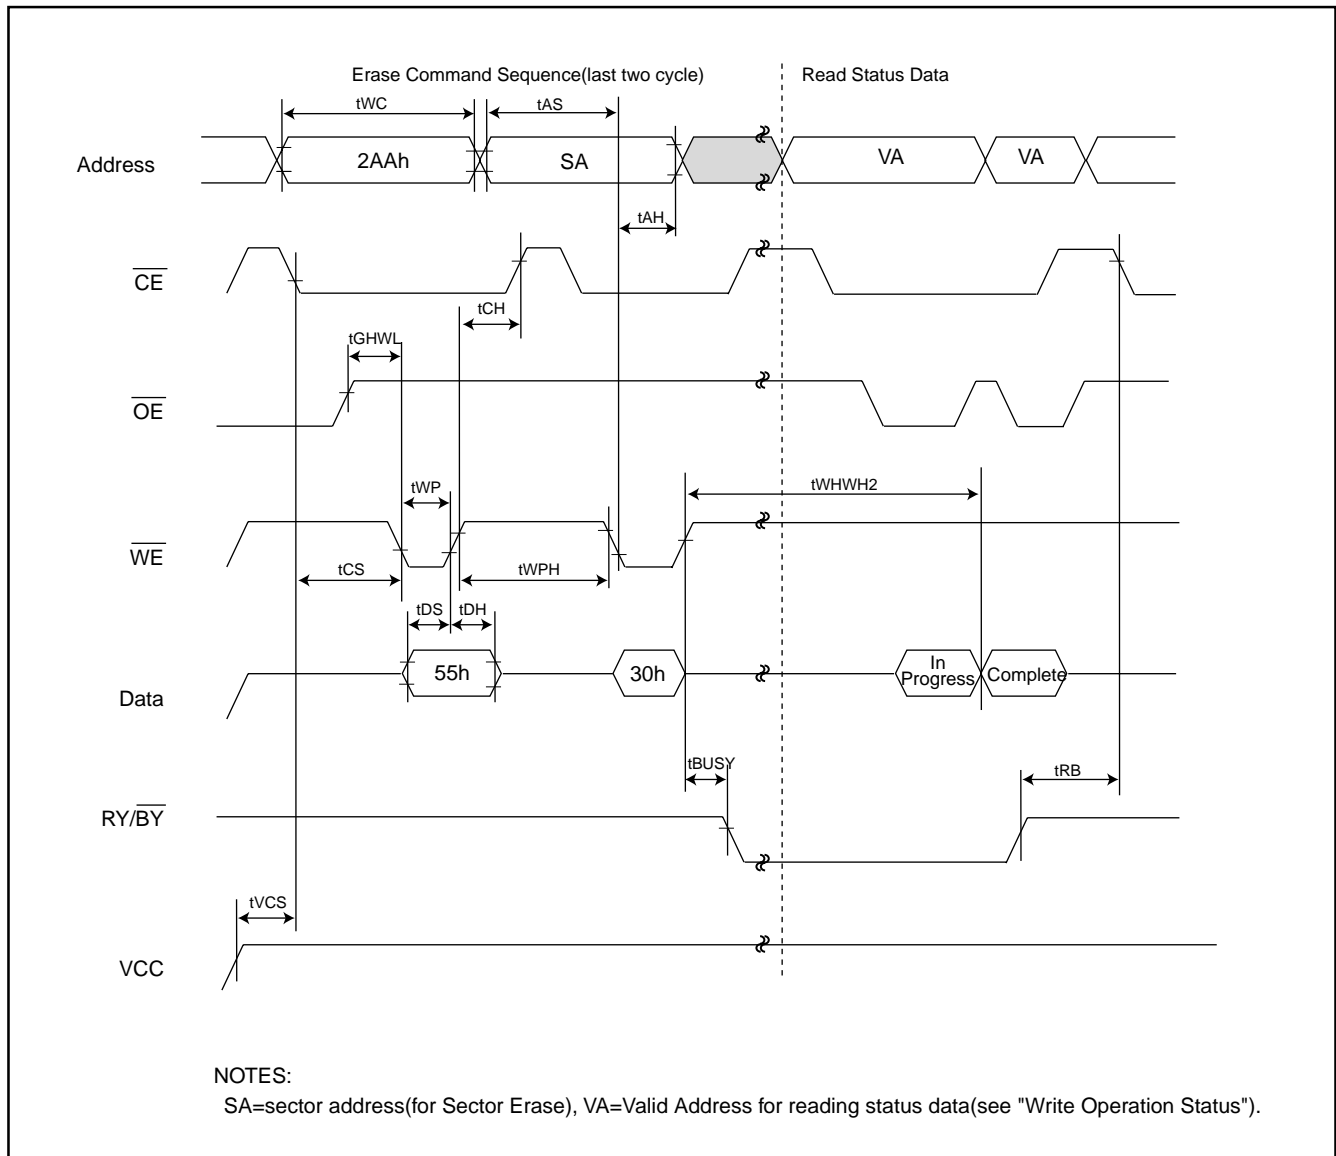 Erase Command Sequence(last two cycle) Read Status Data
tWC tAS
Address 2AAh SA VA VA
tAH
CE
tCH
tGHWL
OE
tWP tWHWH2
WE
tCS tWPH
tDS tDH
Data 55h 30h In Progress Complete
tBUSY tRB
RY/BY
tVCS
VCC
NOTES:
SA=sector address(for Sector Erase), VA=Valid Address for reading status data(see "Write Operation Status").